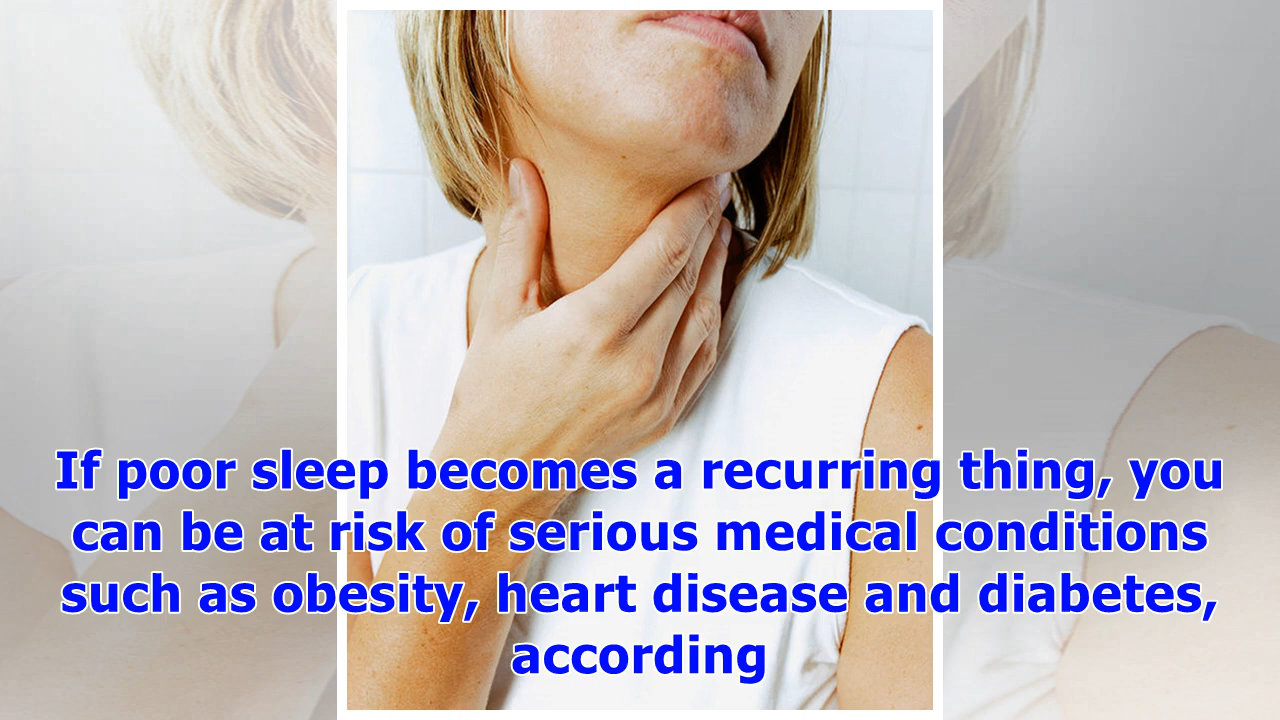 If poor sleep becomes a recurring thing, you
can be at risk of serious medical conditions
such as obesity, heart disease and diabetes,
according